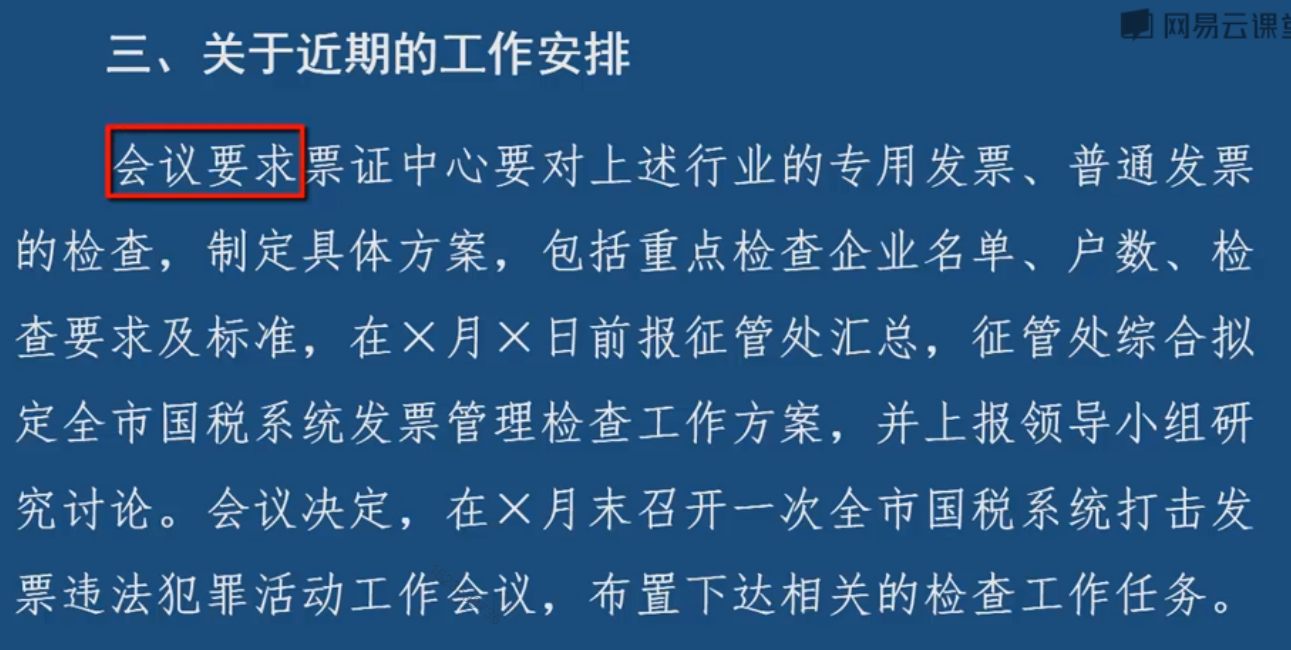 网易云课堂
三、关于近期的工作安排
会议要求票证中心要对上述行业的专用发票、普通发票
的检查，制定具体方案，包括重点检查企业名单、户数、检
查要求及标准，在×月×日前报征管处汇总，征管处综合拟
定全市国税系统发票管理检查工作方案，并上报领导小组研
究讨论。会议决定，在×月末召开一次全市国税系统打击发
票违法犯罪活动工作会议，布置下达相关的检查工作任务。